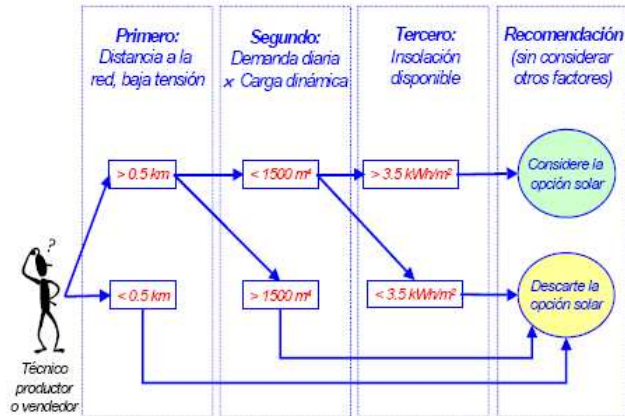 Primero:
Distancia a la
red, baja tensión
Segundo:
Demanda diaria
x Carga dinámica
Tercero:
Insolación
disponible
Recomendación
(sin considerar
otros factores)
> 0.5 km
< 1500 m⁴
> 3.5 kWh/m²
Considere la
opción solar
?
< 0.5 km
> 1500 m⁴
< 3.5 kWh/m²
Descarte la
opción solar
Técnico
productor
o vendedor